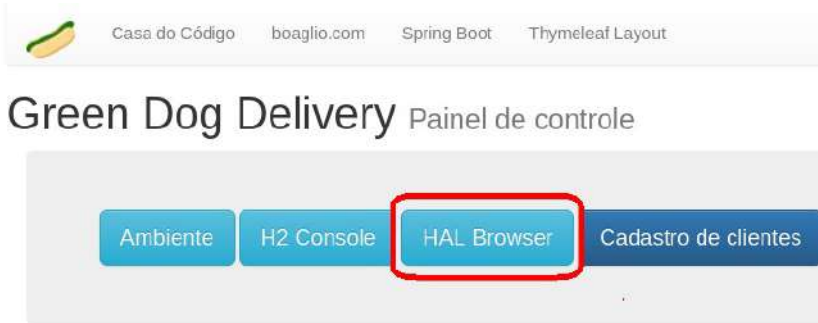 Casa do Código boaglio.com Spring Boot Thymeleaf Layout
Green Dog Delivery Painel de controle
Ambiente H2 Console HAL Browser Cadastro de clientes